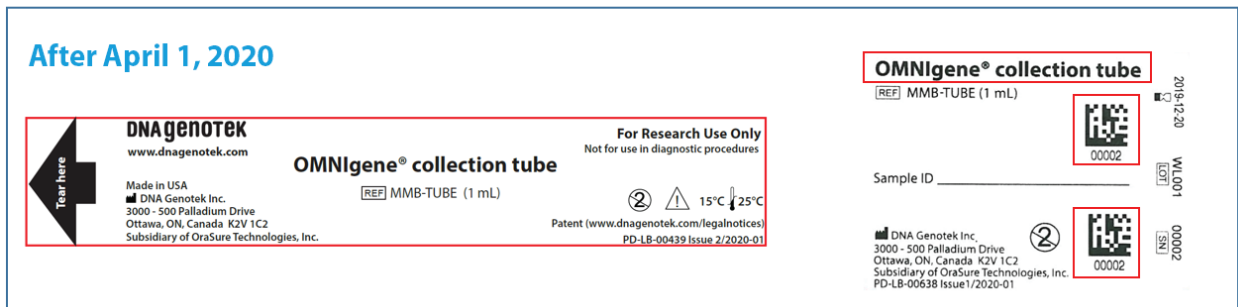 After April 1, 2020
Tear here
DNA genotek
www.dnagenotek.com
Made in USA
DNA Genotek Inc.
3000 - 500 Palladium Drive
Ottawa, ON, Canada K2V 1C2
Subsidiary of OraSure Technologies, Inc.
OMNIgene® collection tube
REF MMB-TUBE (1 mL)
For Research Use Only
Not for use in diagnostic procedures
2 15°C 25°C
Patent (www.dnagenotek.com/legalnotices)
PD-LB-00439 Issue 2/2020-01
OMNIgene® collection tube
REF MMB-TUBE (1 mL)
00002
Sample ID
DNA Genotek Inc
3000 - 500 Palladium Drive
Ottawa, ON, Canada K2V 1C2
Subsidiary of OraSure Technologies, Inc.
PD-LB-00638 Issue1/2020-01
2
00002
2019-12-20
LOT WL001
SN 00002